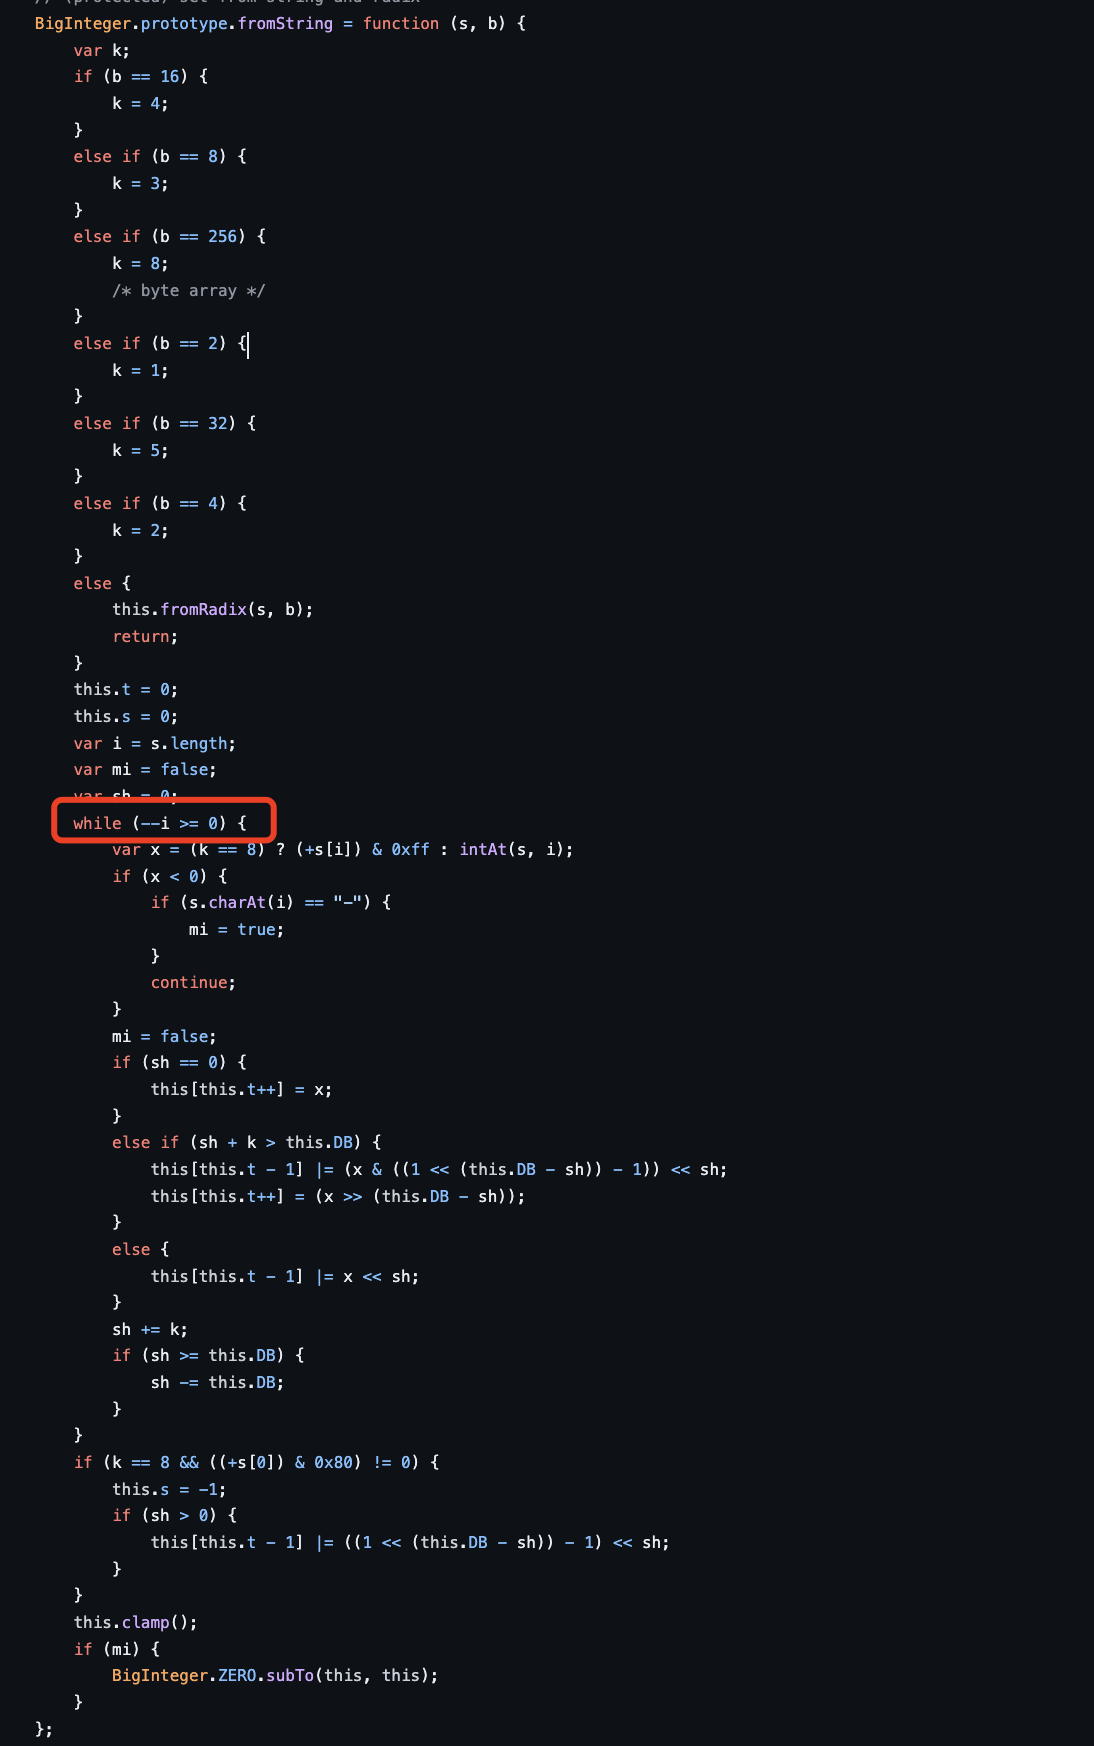 // (protected) set from string and radix
BigInteger.prototype.fromString = function (s, b) {
    var k;
    if (b == 16) {
        k = 4;
    }
    else if (b == 8) {
        k = 3;
    }
    else if (b == 256) {
        k = 8;
        /* byte array */
    }
    else if (b == 2) {
        k = 1;
    }
    else if (b == 32) {
        k = 5;
    }
    else if (b == 4) {
        k = 2;
    }
    else {
        this.fromRadix(s, b);
        return;
    }
    this.t = 0;
    this.s = 0;
    var i = s.length;
    var mi = false;
    var sh = 0;
    while (--i >= 0) {
        var x = (k == 8) ? (+s[i]) & 0xff : intAt(s, i);
        if (x < 0) {
            if (s.charAt(i) == "-") {
                mi = true;
            }
            continue;
        }
        mi = false;
        if (sh == 0) {
            this[this.t++] = x;
        }
        else if (sh + k > this.DB) {
            this[this.t - 1] |= (x & ((1 << (this.DB - sh)) - 1)) << sh;
            this[this.t++] = (x >> (this.DB - sh));
        }
        else {
            this[this.t - 1] |= x << sh;
        }
        sh += k;
        if (sh >= this.DB) {
            sh -= this.DB;
        }
    }
    if (k == 8 && ((+s[0]) & 0x80) != 0) {
        this.s = -1;
        if (sh > 0) {
            this[this.t - 1] |= ((1 << (this.DB - sh)) - 1) << sh;
        }
    }
    this.clamp();
    if (mi) {
        BigInteger.ZERO.subTo(this, this);
    }
};